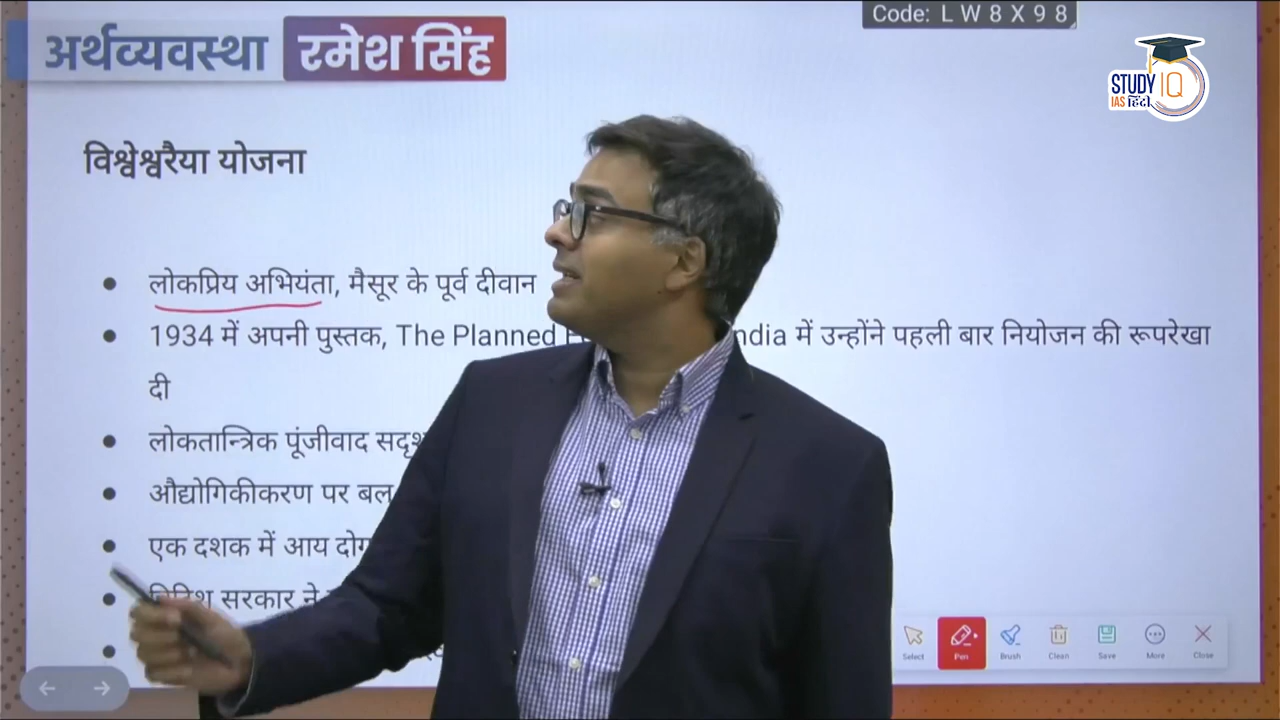 Code: L W 8 X 9 8
अर्थव्यवस्था रमेश सिंह
STUDY IQ
IAS हिंदी
विश्वेश्वरैया योजना
लोकप्रिय अभियंता, मैसूर के पूर्व दीवान
1934 में अपनी पुस्तक, The Planned में उन्होंने पहली बार नियोजन की रूपरेखा
दी
लोकतान्त्रिक पूंजीवाद
औद्योगिकीकरण पर बल
एक दशक में आय
सरकार ने
Select Pen Brush Clean Save More Close